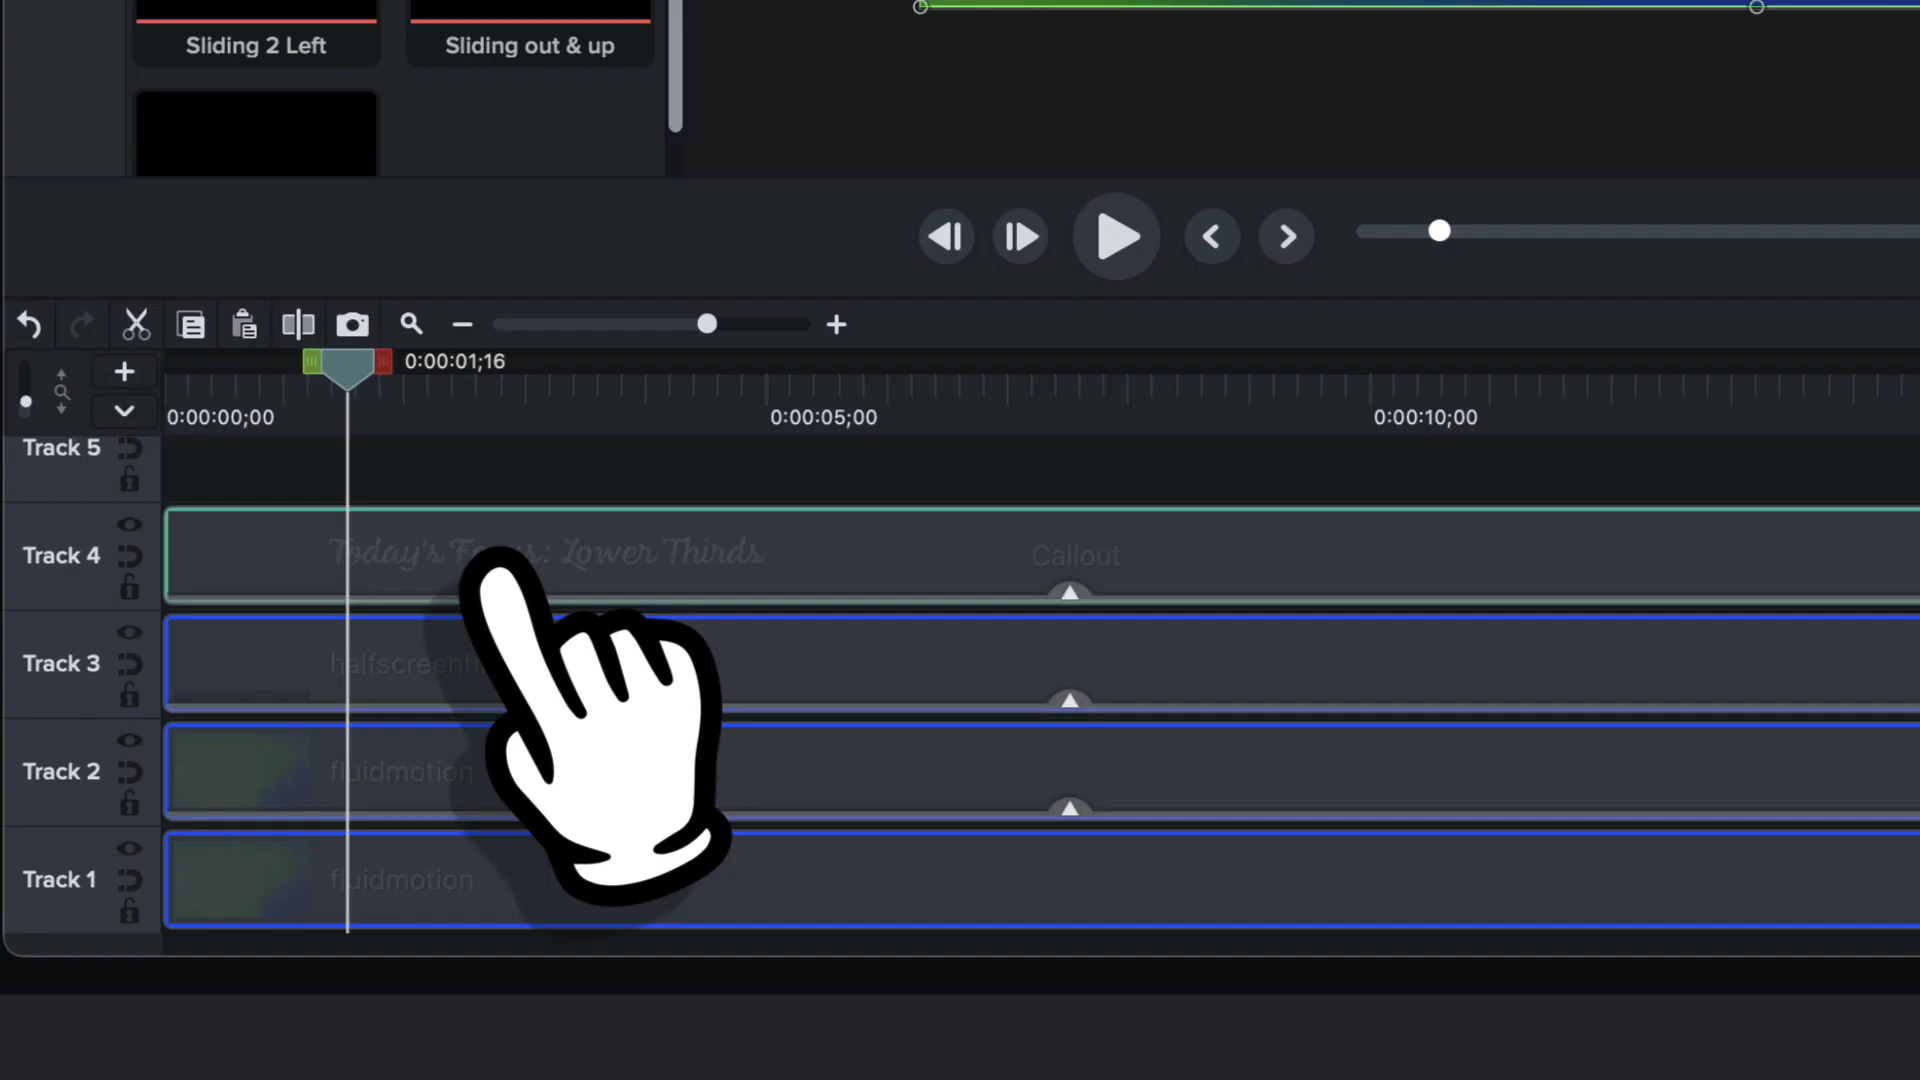 Sliding 2 Left
Sliding out & up
0:00:01;16
0:00:00;00
0:00:05;00
0:00:10;00
Track 5
Track 4
Today's Focus: Lower Thirds
Callout
Track 3
Track 2
fluidmotion
Track 1
fluidmotion